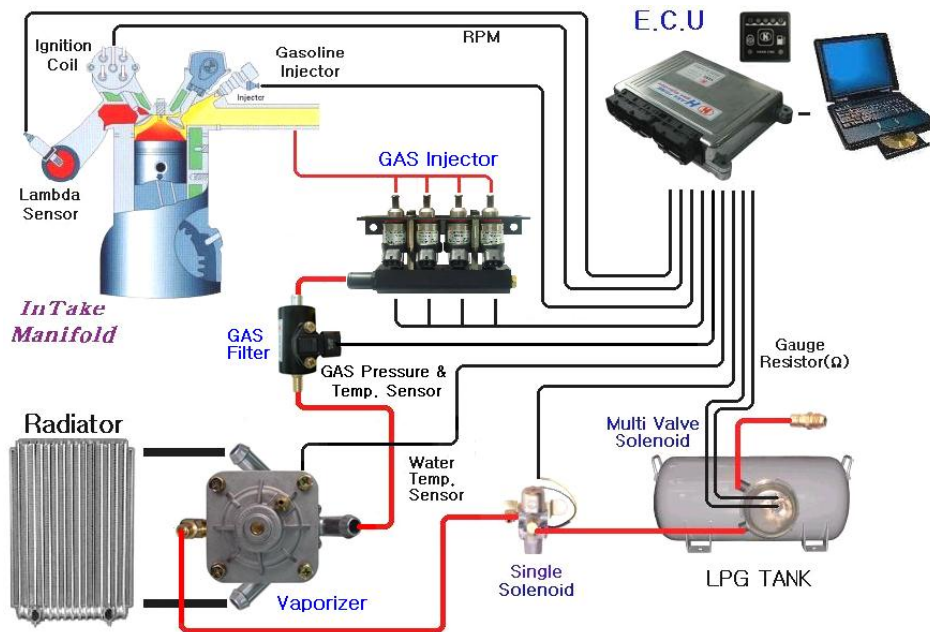 E.C.U
Ignition
Coil
Gasoline
Injector
Injector
RPM
GAS Injector
Lambda
Sensor
InTake
Manifold
GAS
Filter
GAS Pressure &
Temp. Sensor
Gauge
Resistor(Ω)
Radiator
Multi Valve
Solenoid
Water
Temp.
Sensor
Single
Solenoid
Vaporizer
LPG TANK